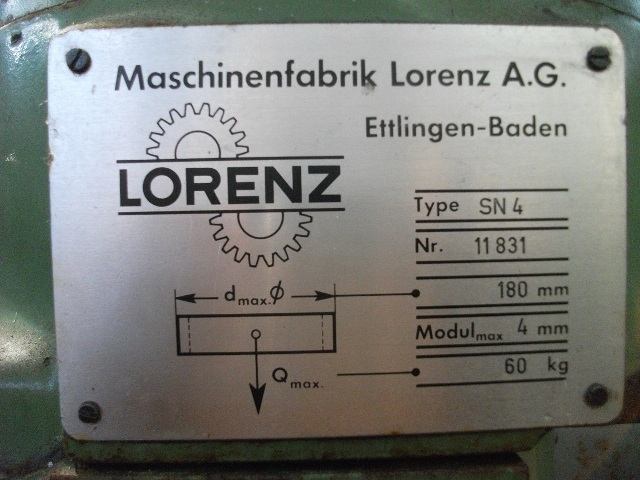 Maschinenfabrik Lorenz A.G.
Ettlingen-Baden
LORENZ
Type SN 4
Nr. 11 831
dmax. ϕ 180 mm
Modulmax 4 mm
Qmax. 60 kg